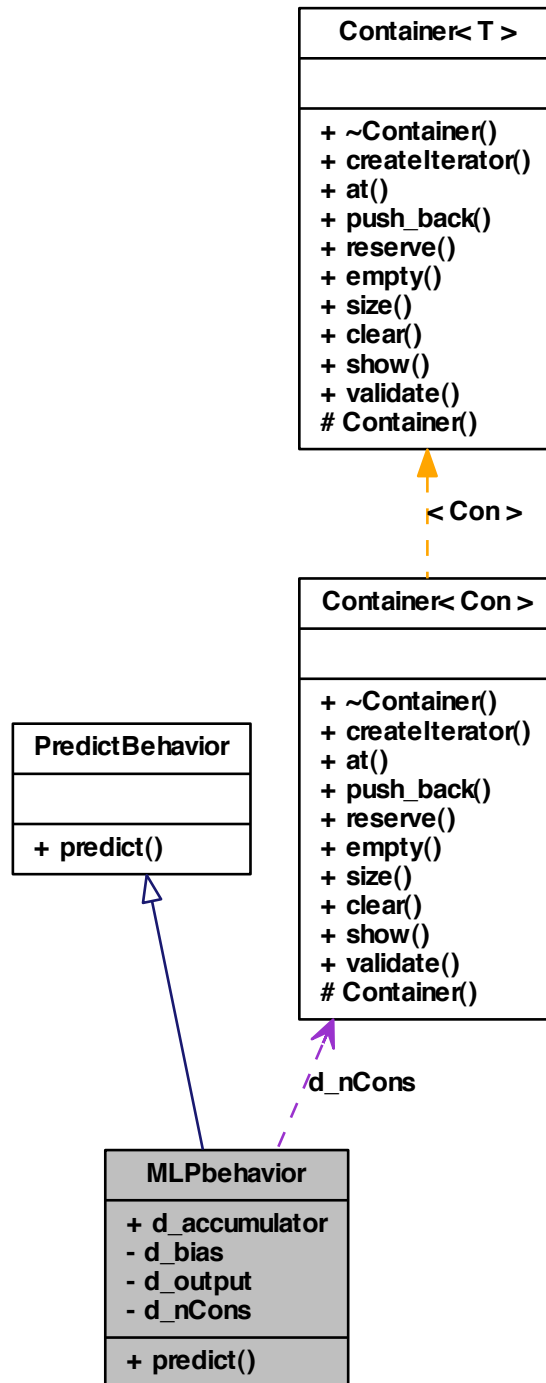 Container< T >
+ ~Container()
+ createIterator()
+ at()
+ push_back()
+ reserve()
+ empty()
+ size()
+ clear()
+ show()
+ validate()
# Container()
< Con >
Container< Con >
+ ~Container()
+ createIterator()
+ at()
+ push_back()
+ reserve()
+ empty()
+ size()
+ clear()
+ show()
+ validate()
# Container()
PredictBehavior
+ predict()
d_nCons
MLPbehavior
+ d_accumulator
- d_bias
- d_output
- d_nCons
+ predict()